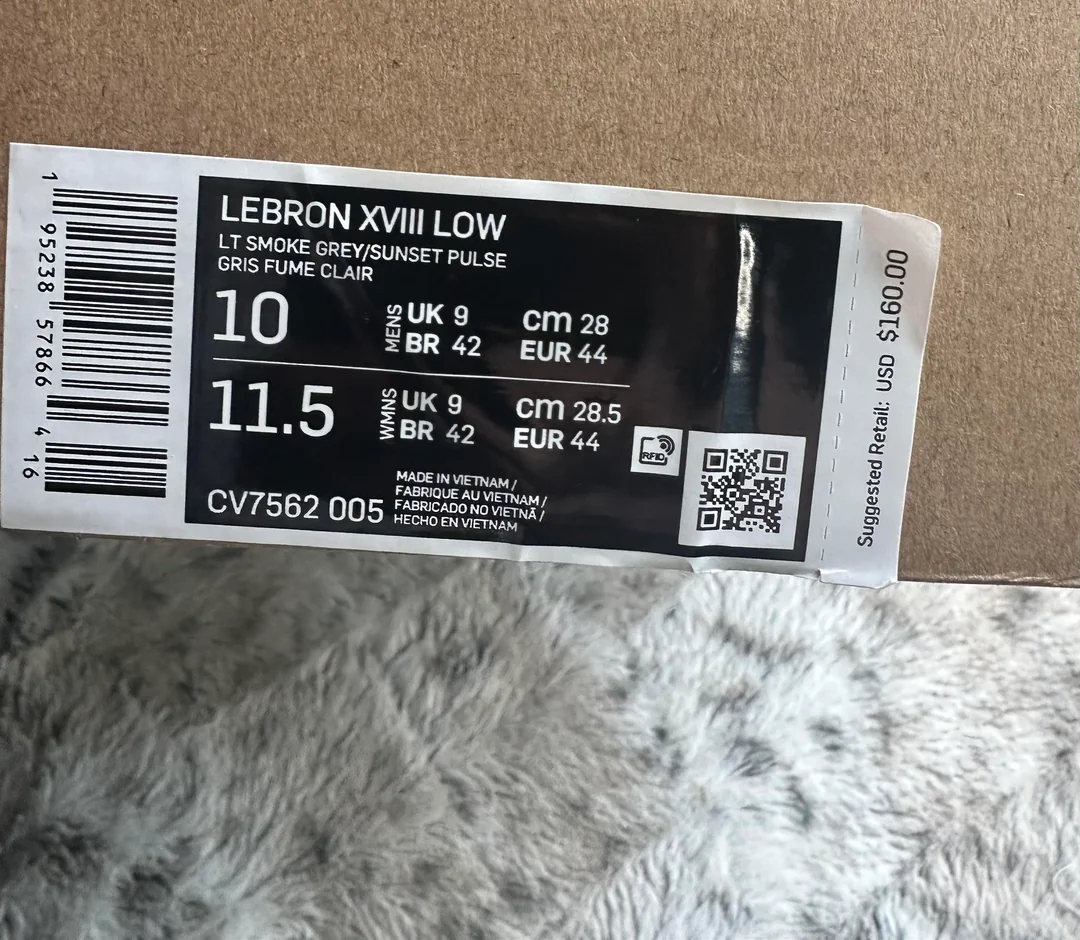 1 95238 57866 4 16
LEBRON XVIII LOW
LT SMOKE GREY/SUNSET PULSE
GRIS FUME CLAIR
10 MENS UK 9 cm 28
BR 42 EUR 44
11.5 WMNS UK 9 cm 28.5
BR 42 EUR 44
RFID
CV7562 005
MADE IN VIETNAM /
FABRIQUE AU VIETNAM /
FABRICADO NO VIETNÃ /
HECHO EN VIETNAM
Suggested Retail: USD $160.00